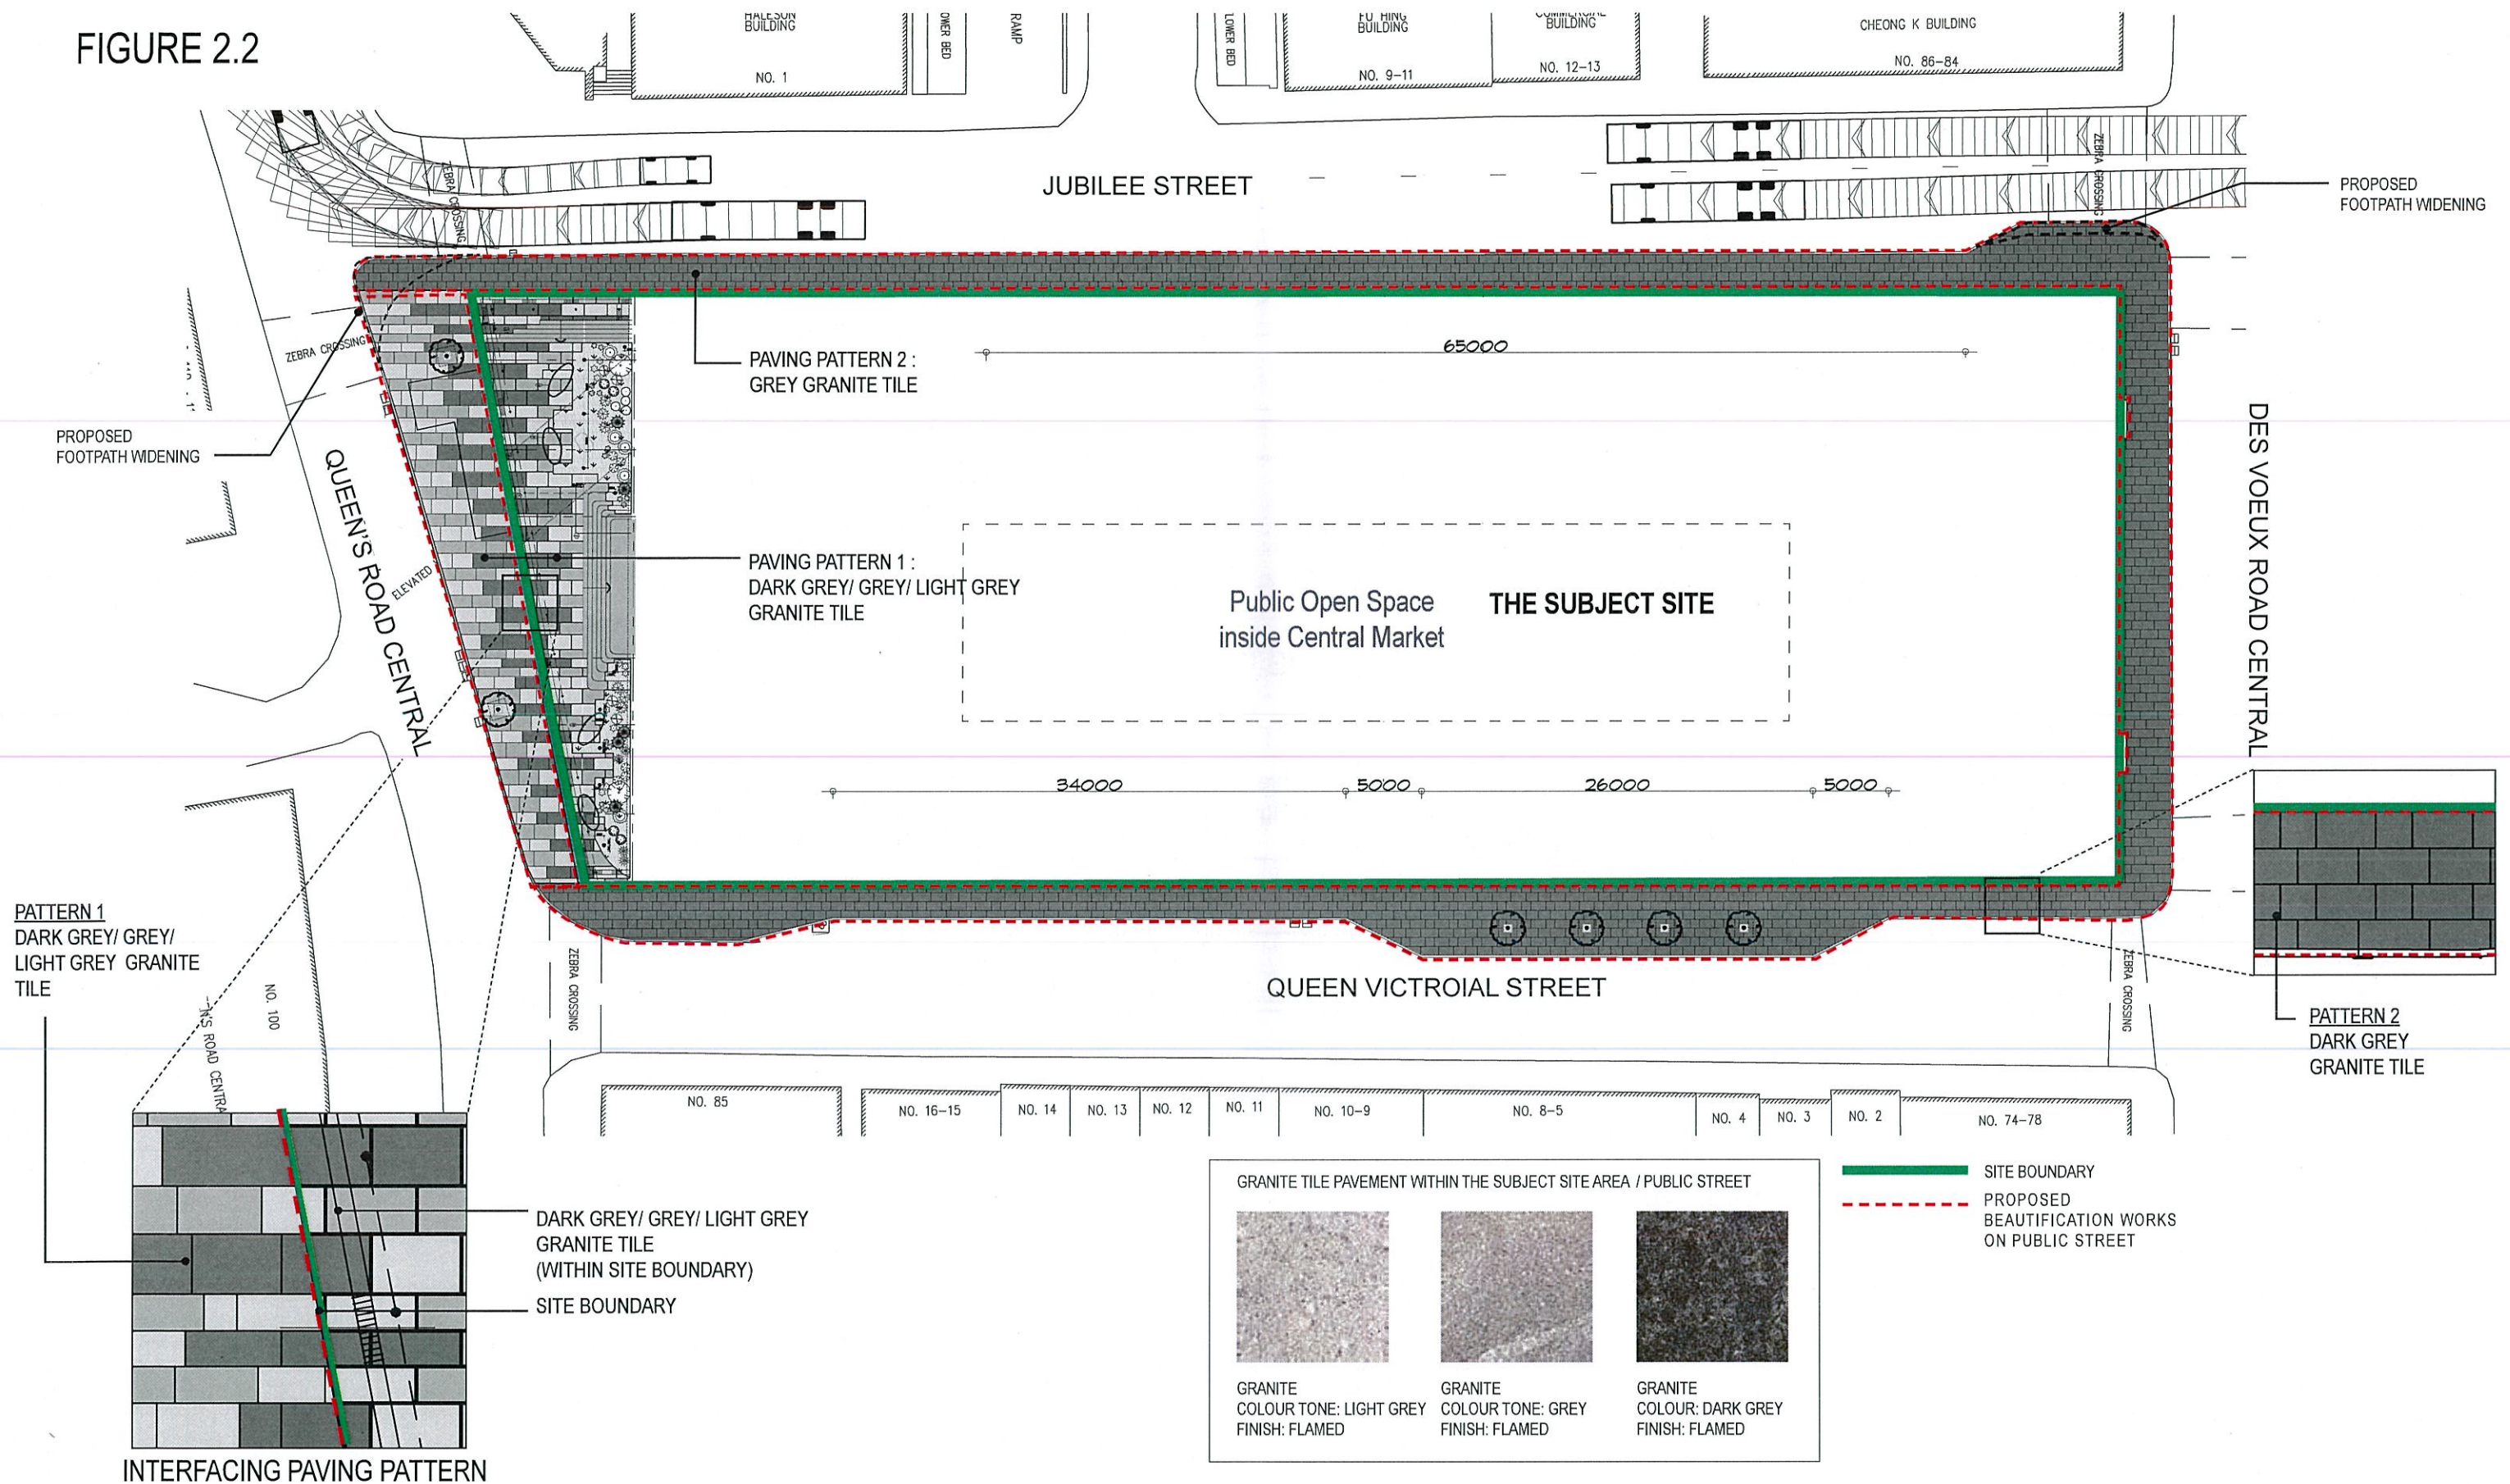 FIGURE 2.2
HALESON
BUILDING
NO. 1
RAMP
FU HING
BUILDING
NO. 9-11
COMMERCIAL
BUILDING
NO. 12-13
CHEONG K BUILDING
NO. 86-84
ZEBRA CROSSING
ZEBRA CROSSING
JUBILEE STREET
ZEBRA CROSSING
PROPOSED
FOOTPATH WIDENING
ZEBRA CROSSING
PROPOSED
FOOTPATH WIDENING
65000
PAVING PATTERN 2 :
GREY GRANITE TILE
QUEEN'S ROAD CENTRAL
ELEVATED
PAVING PATTERN 1 :
DARK GREY/ GREY/ LIGHT GREY
GRANITE TILE
Public Open Space
inside Central Market
THE SUBJECT SITE
DES VOEUX ROAD CENTRAL
34000
5000
26000
5000
QUEEN VICTROIAL STREET
ZEBRA CROSSING
ZEBRA CROSSING
PATTERN 1
DARK GREY/ GREY/
LIGHT GREY GRANITE
TILE
NO. 100
N'S ROAD CENTRA
PATTERN 2
DARK GREY
GRANITE TILE
NO. 85
NO. 16-15
NO. 14
NO. 13
NO. 12
NO. 11
NO. 10-9
NO. 8-5
NO. 4
NO. 3
NO. 2
NO. 74-78
DARK GREY/ GREY/ LIGHT GREY
GRANITE TILE
(WITHIN SITE BOUNDARY)
SITE BOUNDARY
INTERFACING PAVING PATTERN
GRANITE TILE PAVEMENT WITHIN THE SUBJECT SITE AREA / PUBLIC STREET
GRANITE
COLOUR TONE: LIGHT GREY
FINISH: FLAMED
GRANITE
COLOUR TONE: GREY
FINISH: FLAMED
GRANITE
COLOUR: DARK GREY
FINISH: FLAMED
SITE BOUNDARY
PROPOSED
BEAUTIFICATION WORKS
ON PUBLIC STREET